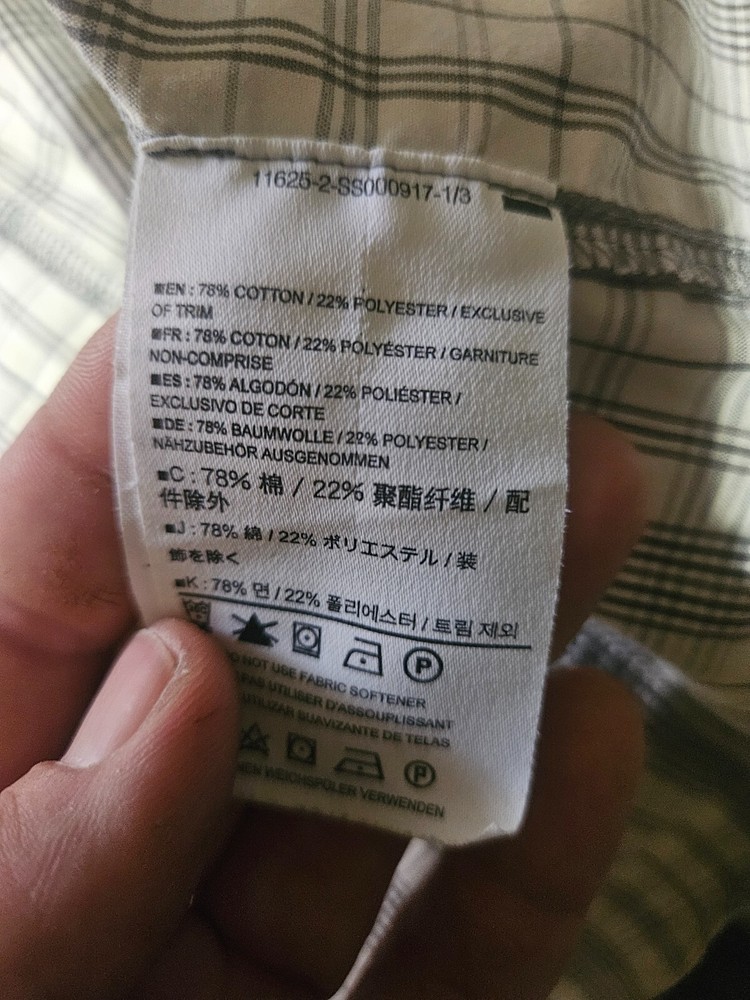 11625-2-SS000917-1/3
■EN : 78% COTTON / 22% POLYESTER / EXCLUSIVE
OF TRIM
■FR : 78% COTON / 22% POLYESTER / GARNITURE
NON-COMPRISE
■ES : 78% ALGODÓN / 22% POLIÉSTER /
EXCLUSIVO DE CORTE
■DE : 78% BAUMWOLLE / 22% POLYESTER /
NÄHZUBEHÖR AUSGENOMMEN
■C : 78% 棉 / 22% 聚酯纤维 / 配
件除外
■J : 78% 綿 / 22% ポリエステル / 装
飾を除く
■K : 78% 면 / 22% 폴리에스터 / 트림 제외
P
NOT USE FABRIC SOFTENER
PAS UTILISER D'ASSOUPLISSANT
UTILIZAR SUAVIZANTE DE TELAS
P
WEICHSPÜLER VERWENDEN